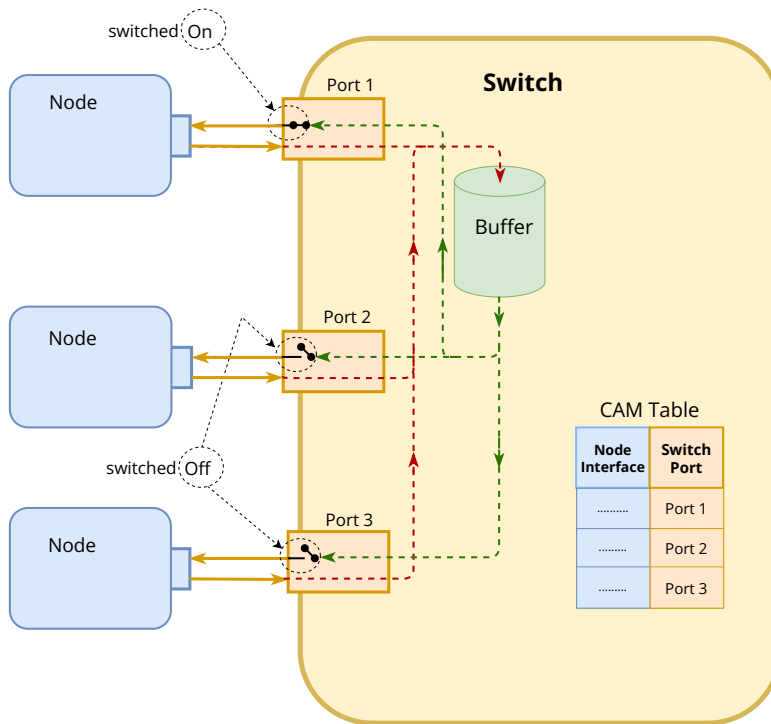 switched On
Node
Port 1
Switch
Buffer
Node
Port 2
CAM Table
Node
Interface
Switch
Port
switched Off
..........
Port 1
Port 3
Node
.........
Port 2
.........
Port 3